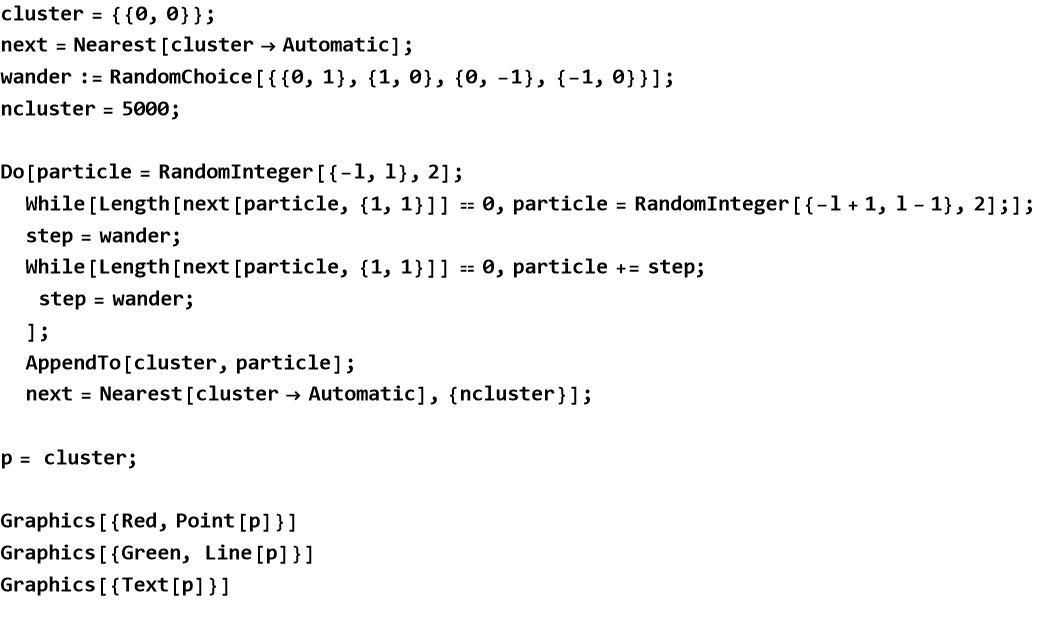 cluster = {{0, 0}};
next = Nearest[cluster → Automatic];
wander := RandomChoice[{{0, 1}, {1, 0}, {0, -1}, {-1, 0}}];
ncluster = 5000;
Do[particle = RandomInteger[{-l, l}, 2];
While[Length[next[particle, {1, 1}]] == 0, particle = RandomInteger[{-l + 1, l - 1}, 2];];
step = wander;
While[Length[next[particle, {1, 1}]] == 0, particle += step;
step = wander;
];
AppendTo[cluster, particle];
next = Nearest[cluster → Automatic], {ncluster}];
p = cluster;
Graphics[{Red, Point[p]}]
Graphics[{Green, Line[p]}]
Graphics[{Text[p]}]